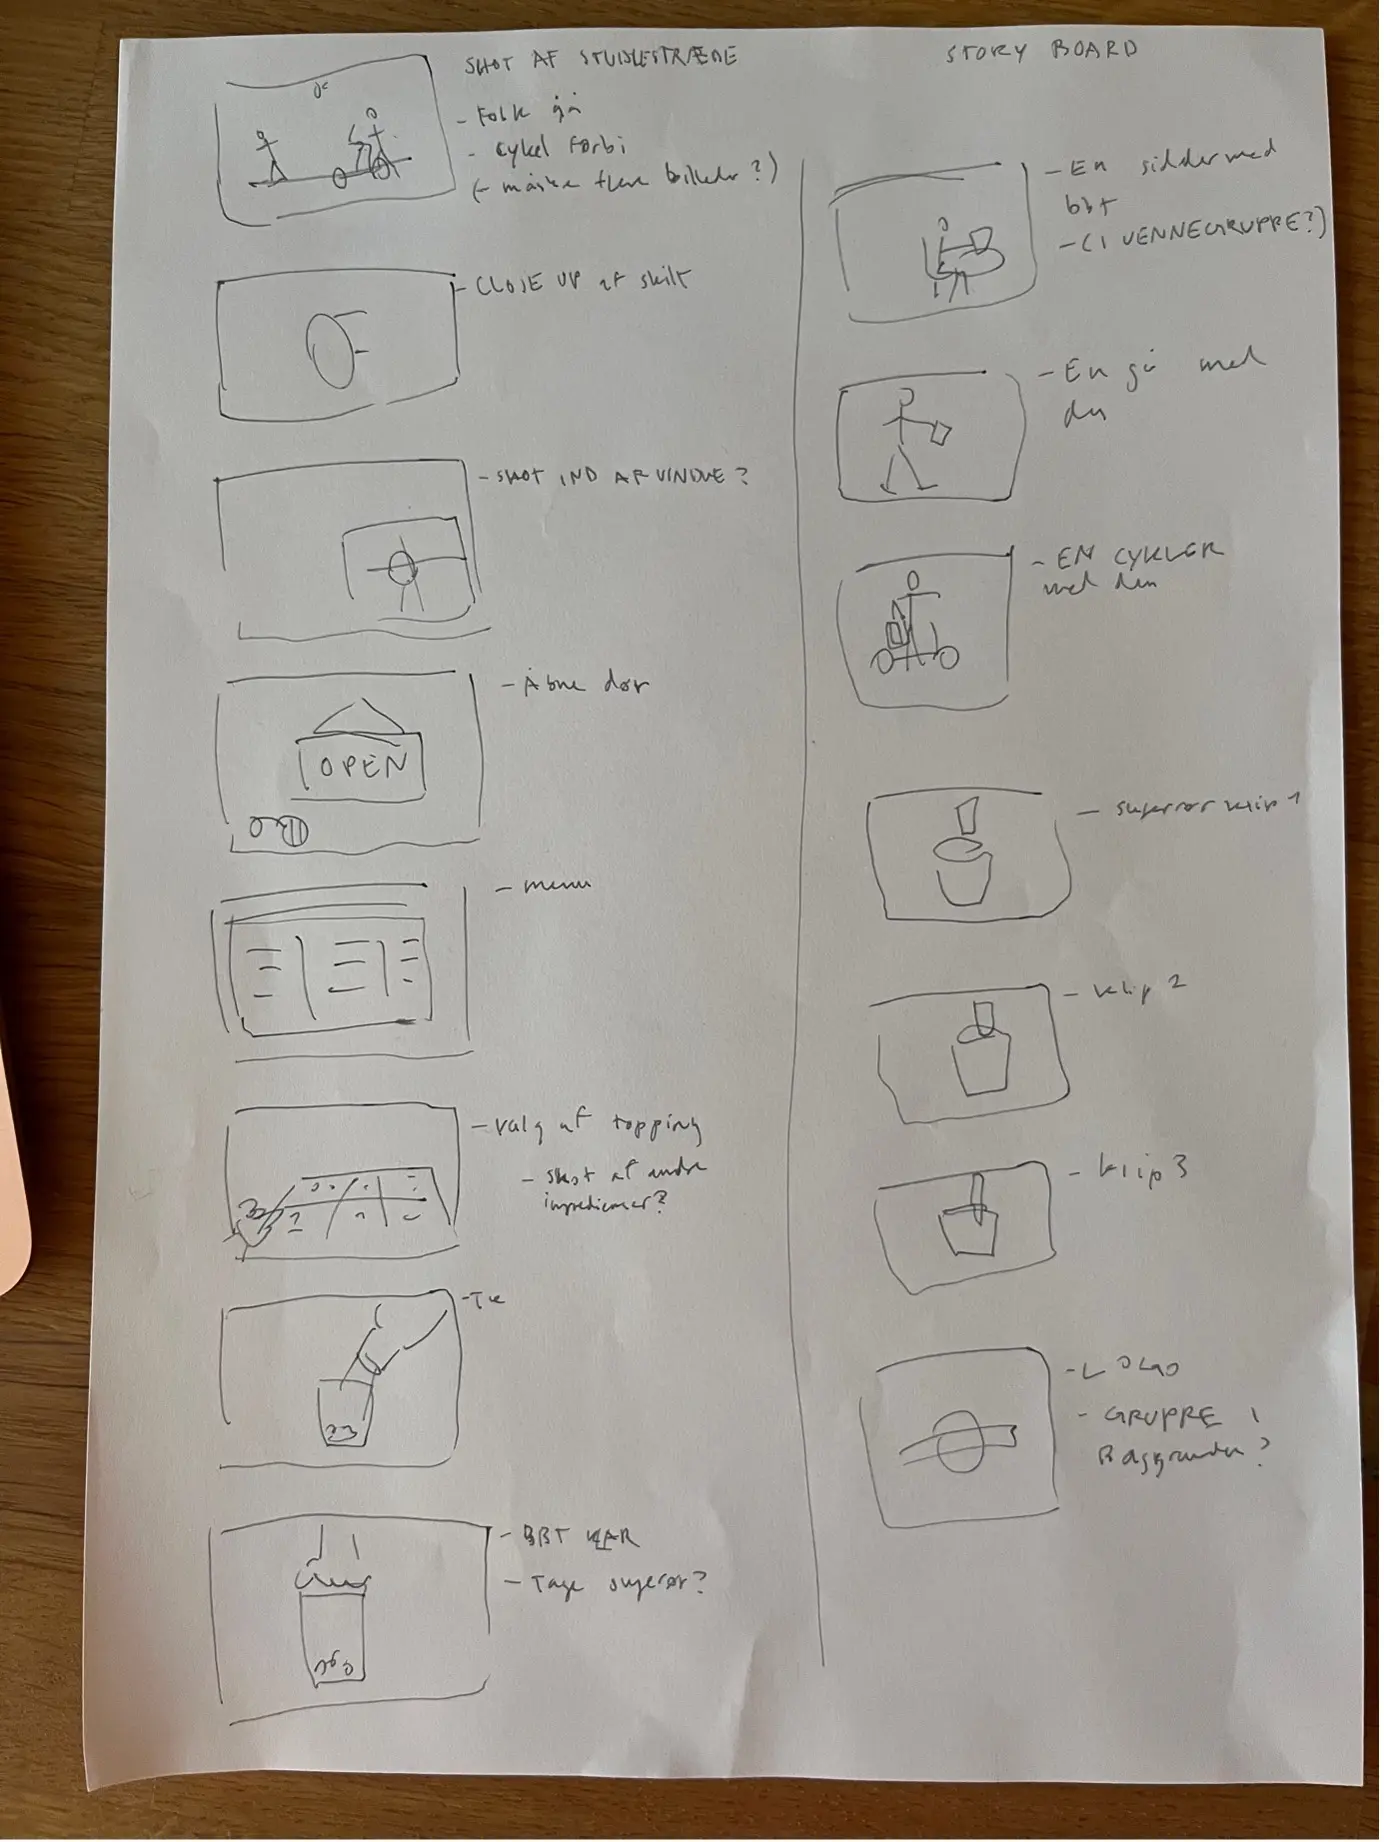 STORY BOARD
SHOT AF STUDIESTRÆDE
- Folk gå
- cykel forbi
(- måske flere billeder?)
- CLOSE UP af skilt
- SHOT IND AF VINDUE?
- Åbne dør
OPEN
- menu
- valg af topping
- Shot af andre
ingredienser?
- Te
- BBT KLAR
- Tage sugerør?
- En sidder med
bbt
- (I VENNEGRUPPE?)
- En gå med
den
- EN CYKLER
med den
- sugerør klip 1
- klip 2
- klip 3
- LOGO
- GRUPPE I
Baggrunden?